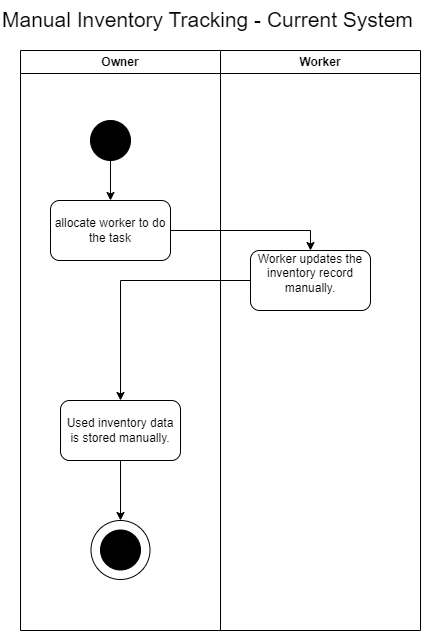 Manual Inventory Tracking - Current System
Owner
Worker
allocate worker to do
the task
Worker updates the
inventory record
manually.
Used inventory data
is stored manually.